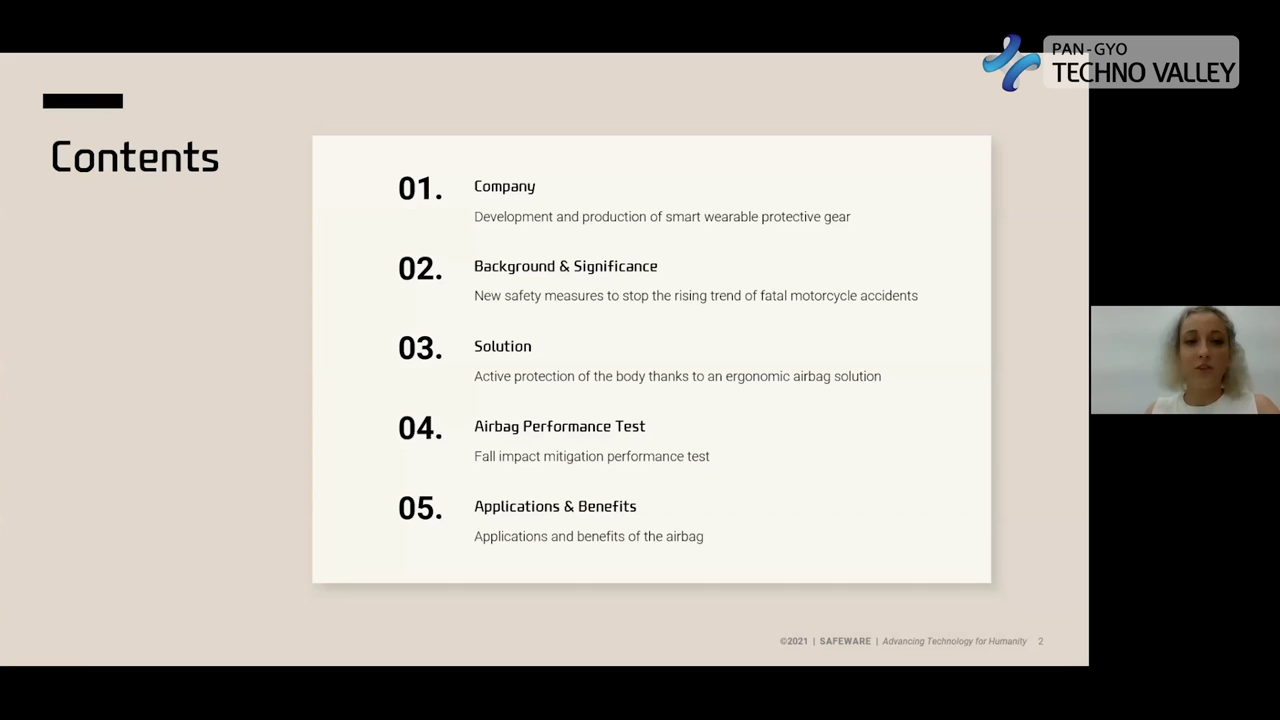 PAN-GYO
TECHNO VALLEY
Contents
01. Company
Development and production of smart wearable protective gear
02. Background & Significance
New safety measures to stop the rising trend of fatal motorcycle accidents
03. Solution
Active protection of the body thanks to an ergonomic airbag solution
04. Airbag Performance Test
Fall impact mitigation performance test
05. Applications & Benefits
Applications and benefits of the airbag
©2021 | SAFEWARE | Advancing Technology for Humanity 2